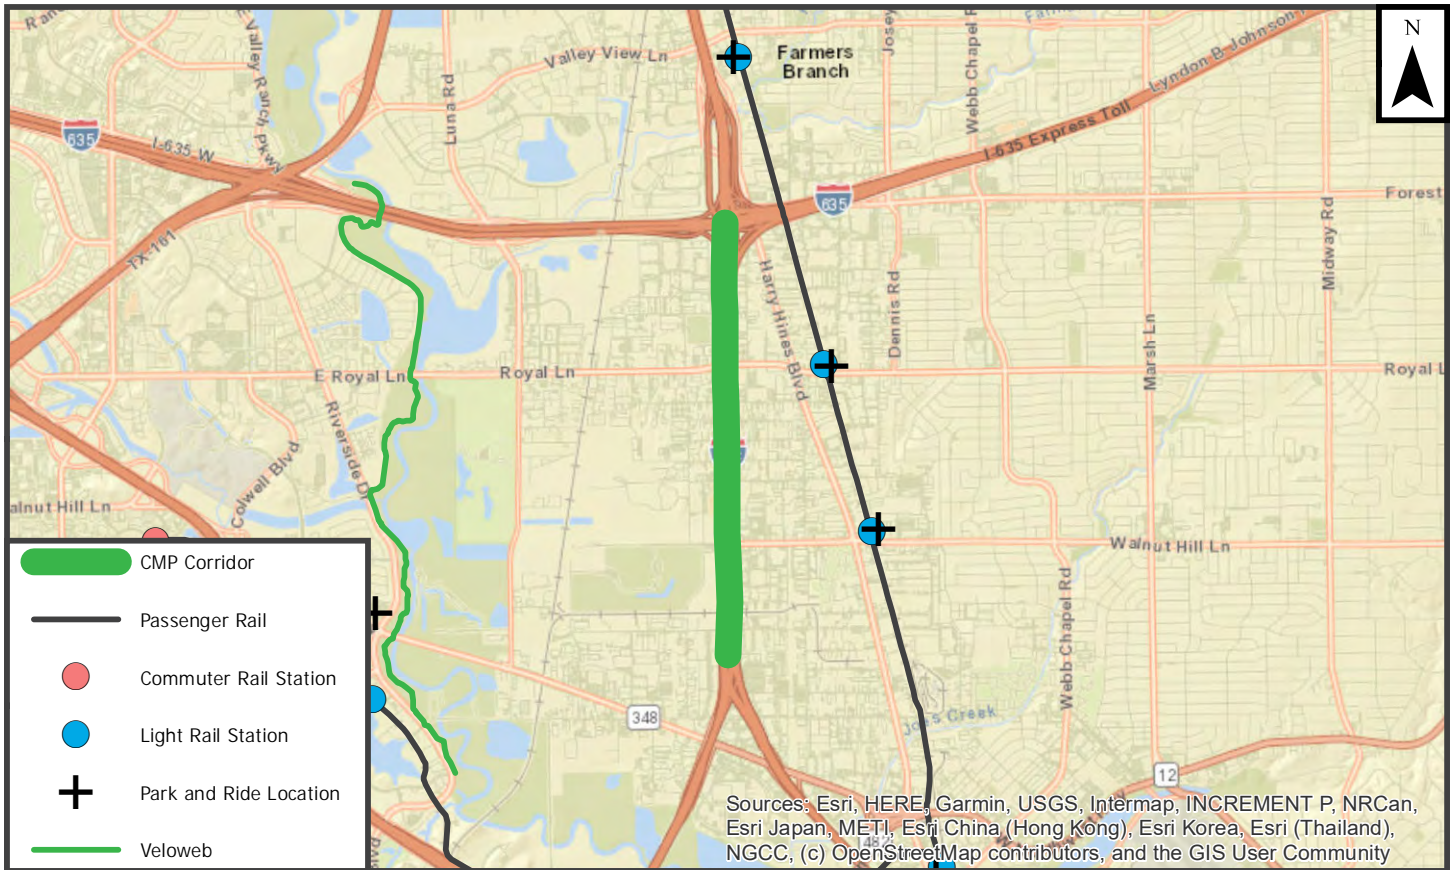 N
Farmers
Branch
Valley View Ln
Luna Rd
Valley Ranch Pkwy
Josey
Webb Chapel R
Lyndon B Johnson
I-635 Express Toll
635
I-635 W
635
TX-161
Forest
Midway Rd
Harry Hines Blvd
Dennis Rd
Marsh Ln
E Royal Ln
Royal Ln
Royal L
Riverside Dr
Colwell Blvd
alnut Hill Ln
Walnut Hill Ln
Webb Chapel Rd
Joes Creek
348
12
482
CMP Corridor
Passenger Rail
Commuter Rail Station
Light Rail Station
Park and Ride Location
Veloweb
lvd
Sources: Esri, HERE, Garmin, USGS, Intermap, INCREMENT P, NRCan,
Esri Japan, METI, Esri China (Hong Kong), Esri Korea, Esri (Thailand),
NGCC, (c) OpenStreetMap contributors, and the GIS User Community